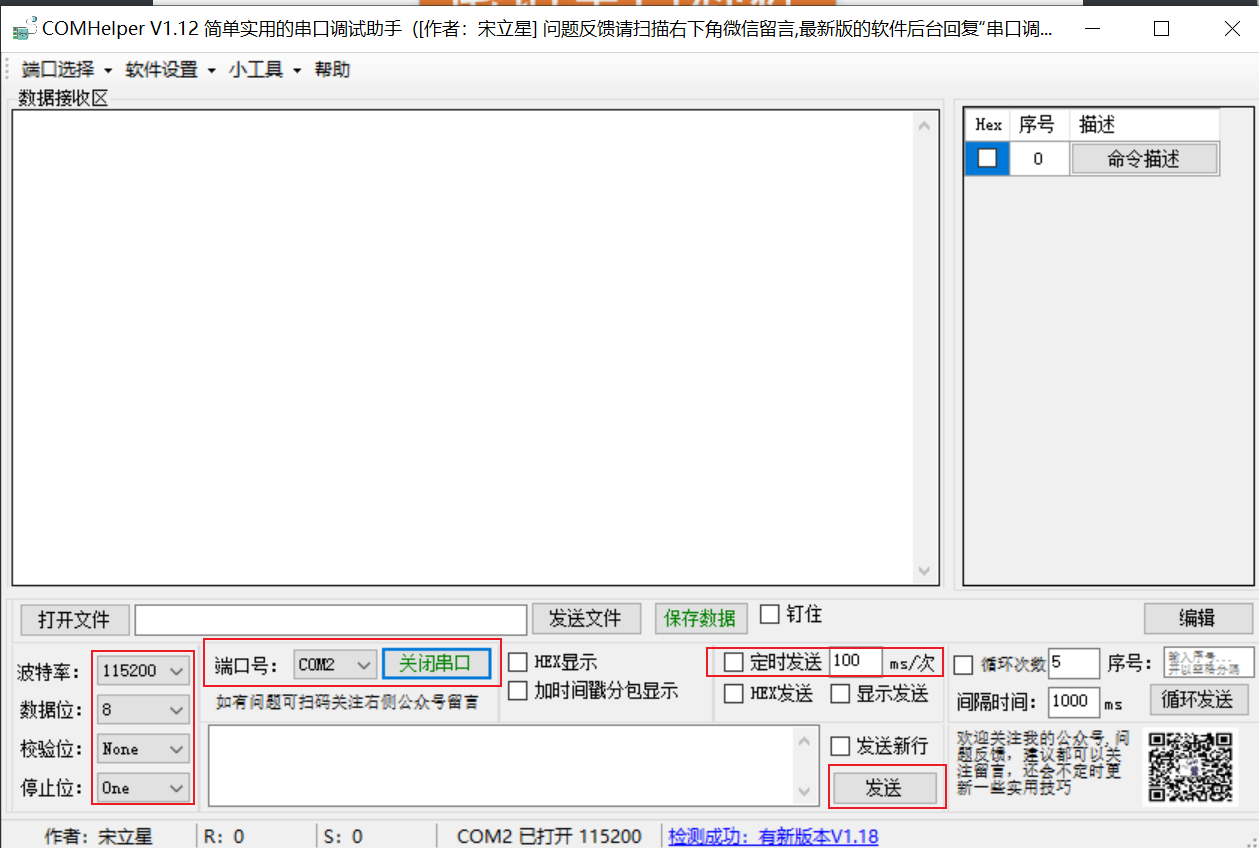 COMHelper V1.12 简单实用的串口调试助手 ([作者：宋立星] 问题反馈请扫描右下角微信留言,最新版的软件后台回复“串口调...
端口选择 软件设置 小工具 帮助
数据接收区
Hex 序号 描述
0 命令描述
打开文件 发送文件 保存数据 钉住 编辑
波特率： 115200 端口号： COM2 关闭串口 HEX显示 定时发送 100 ms/次 循环次数 5 序号： 输入序号...
并以空格分隔
数据位： 8 如有问题可扫码关注右侧公众号留言 加时间戳分包显示 HEX发送 显示发送 间隔时间： 1000 ms 循环发送
校验位： None 发送新行
停止位： One 发送
欢迎关注我的公众号,问
题反馈，建议都可以关
注留言，还会不定时更
新一些实用技巧
作者：宋立星 R: 0 S: 0 COM2 已打开 115200 检测成功：有新版本V1.18